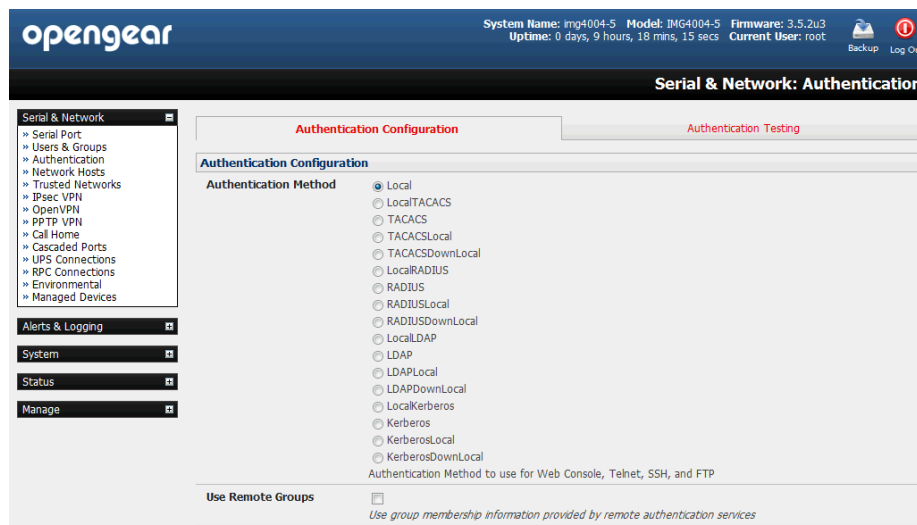 opengear
System Name: img4004-5 Model: IMG4004-5 Firmware: 3.5.2u3
Uptime: 0 days, 9 hours, 18 mins, 15 secs Current User: root
Backup
Log Ou
Serial & Network: Authentication
Serial & Network
» Serial Port
» Users & Groups
» Authentication
» Network Hosts
» Trusted Networks
» IPsec VPN
» OpenVPN
» PPTP VPN
» Call Home
» Cascaded Ports
» UPS Connections
» RPC Connections
» Environmental
» Managed Devices
Alerts & Logging
System
Status
Manage
Authentication Configuration
Authentication Testing
Authentication Configuration
Authentication Method
Local
LocalTACACS
TACACS
TACACSLocal
TACACSDownLocal
LocalRADIUS
RADIUS
RADIUSLocal
RADIUSDownLocal
LocalLDAP
LDAP
LDAPLocal
LDAPDownLocal
LocalKerberos
Kerberos
KerberosLocal
KerberosDownLocal
Authentication Method to use for Web Console, Telnet, SSH, and FTP
Use Remote Groups
Use group membership information provided by remote authentication services